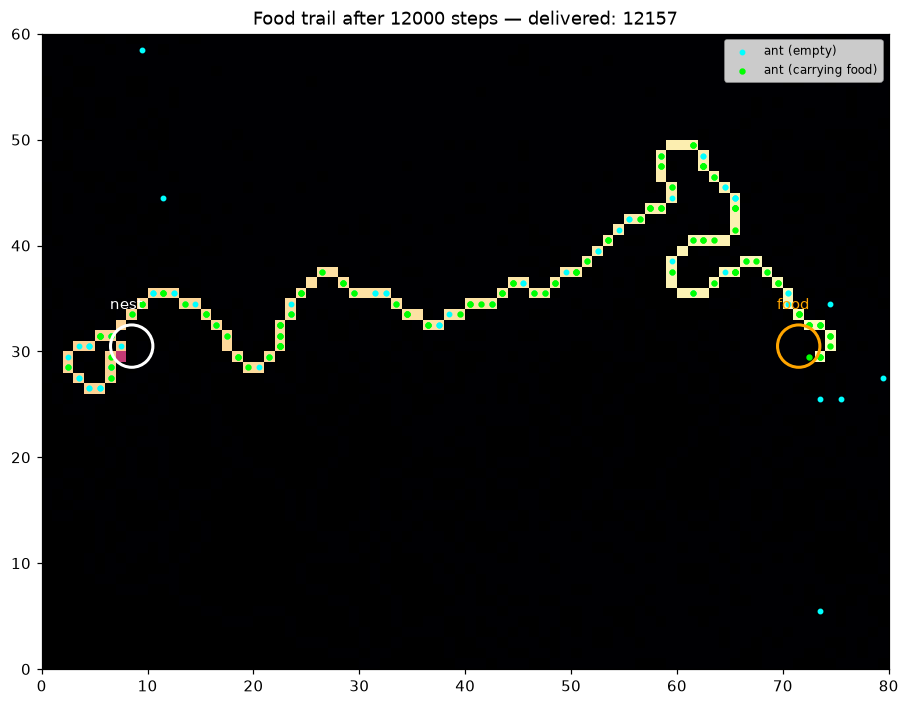 Food trail after 12000 steps — delivered: 12157
ant (empty)
ant (carrying food)
60
50
40
30
20
10
0
nest
food
0 10 20 30 40 50 60 70 80